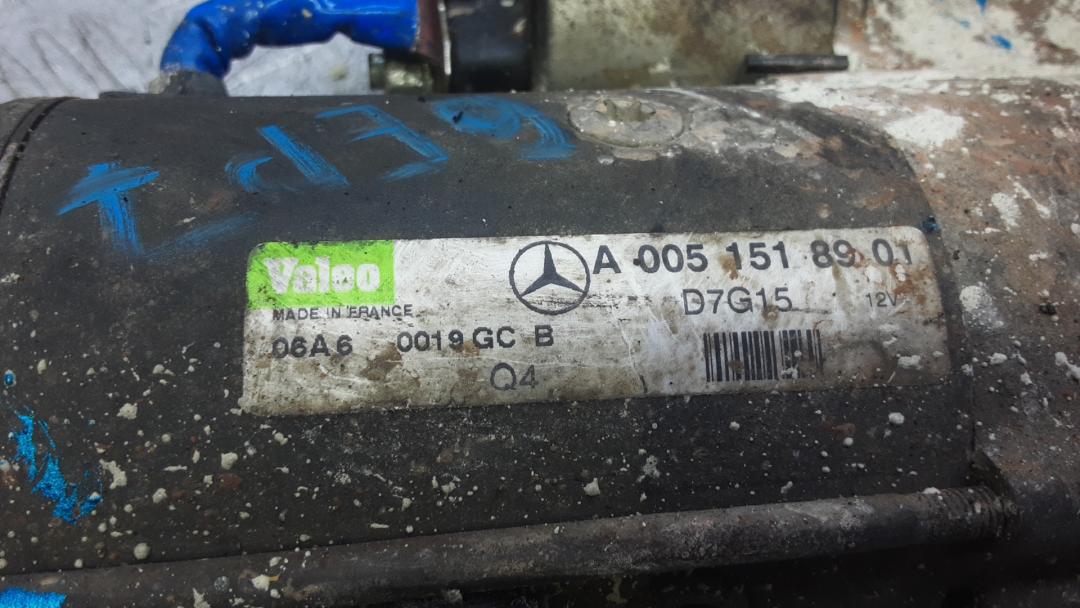 Valeo
A 005 151 89 01
MADE IN FRANCE
D7G15 12V
06A6 0019 GC B
Q4